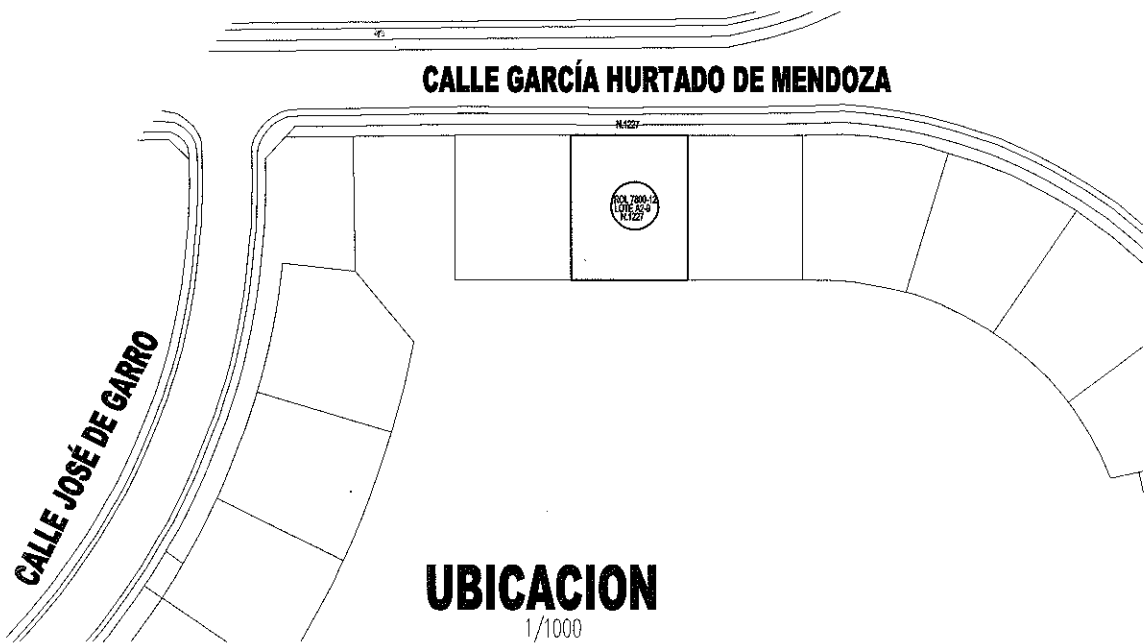 CALLE GARCÍA HURTADO DE MENDOZA
N.1227
ROL 7800-12
LOTE A2-9
N.1227
CALLE JOSÉ DE GARRO
UBICACION
1/1000